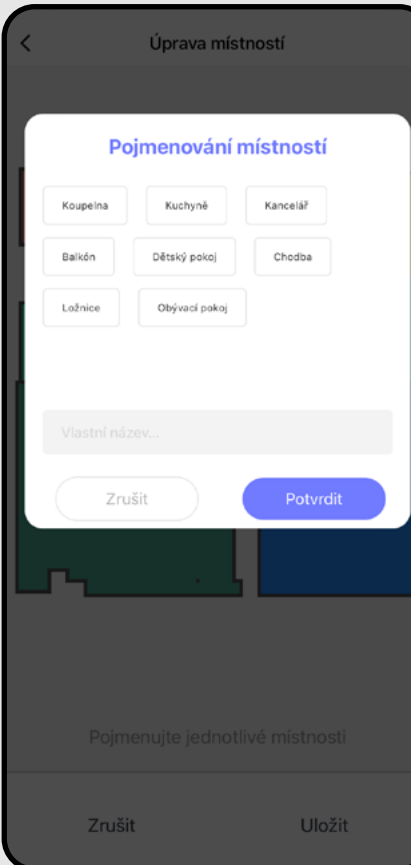 Úprava místností
Pojmenování místností
Koupelna Kuchyně Kancelář
Balkón Dětský pokoj Chodba
Ložnice Obývací pokoj
Vlastní název...
Zrušit Potvrdit
Pojmenujte jednotlivé místnosti
Zrušit Uložit